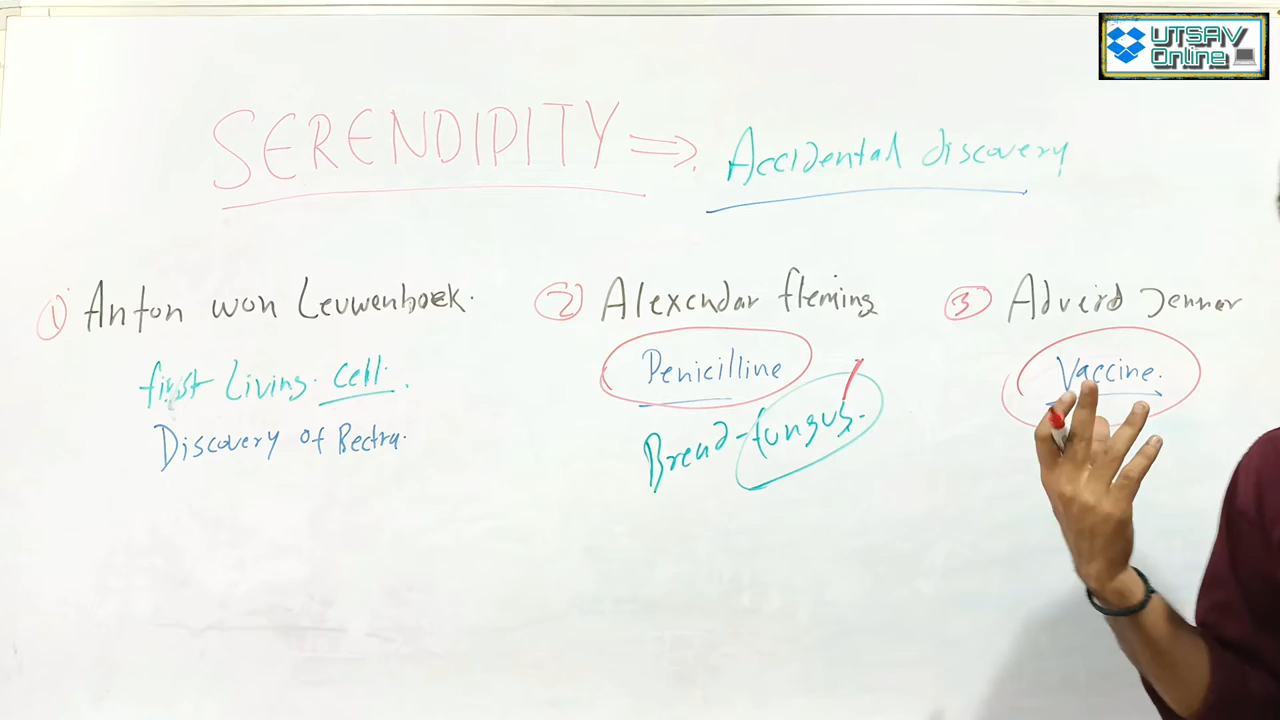 UTSAV
Online
SERENDIPITY ⇒ Accidental discovery
① Anton won Leuwenhoek.
first Living Cell.
Discovery of Bectra.
② Alexendar fleming
Penicilline
Bread-fungus.
③ Adverd Jennar
Vaccine.